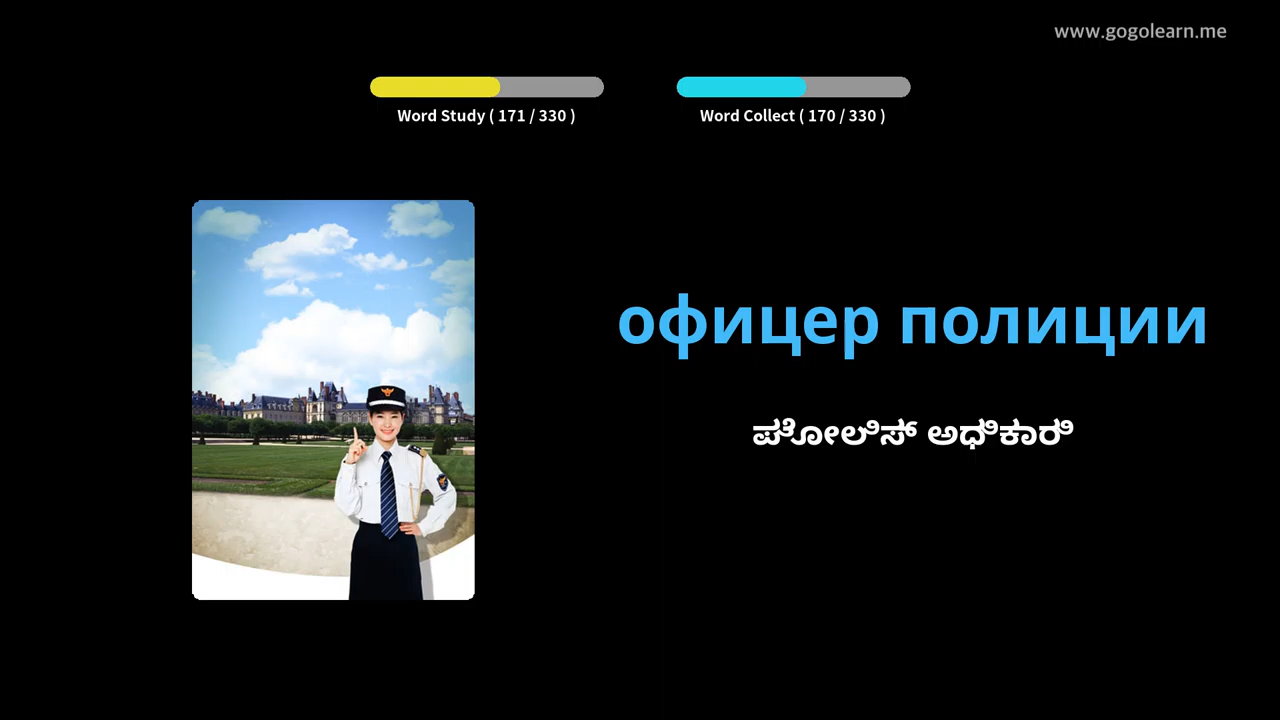 www.gogolearn.me
Word Study ( 171 / 330 )
Word Collect ( 170 / 330 )
офицер полиции
ಪೋಲಿಸ್ ಅಧಿಕಾರಿ